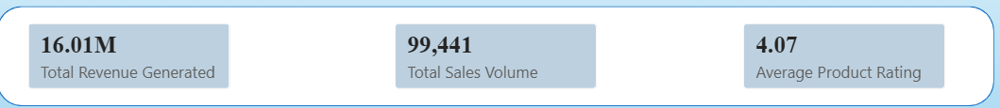 16.01M
Total Revenue Generated
99,441
Total Sales Volume
4.07
Average Product Rating